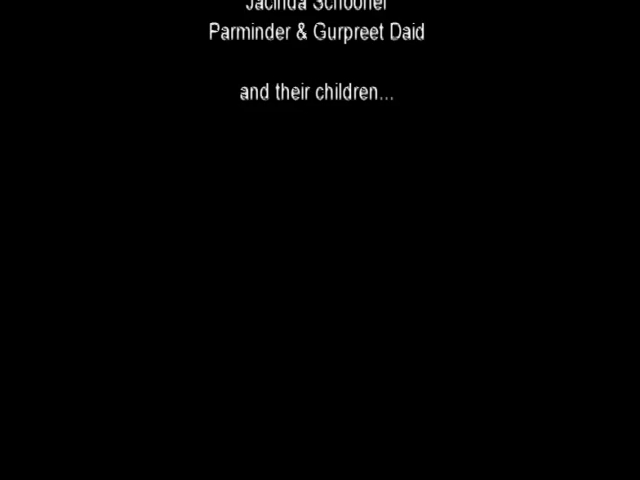 Jacinda Schooner
Parminder & Gurpreet Daid
and their children...